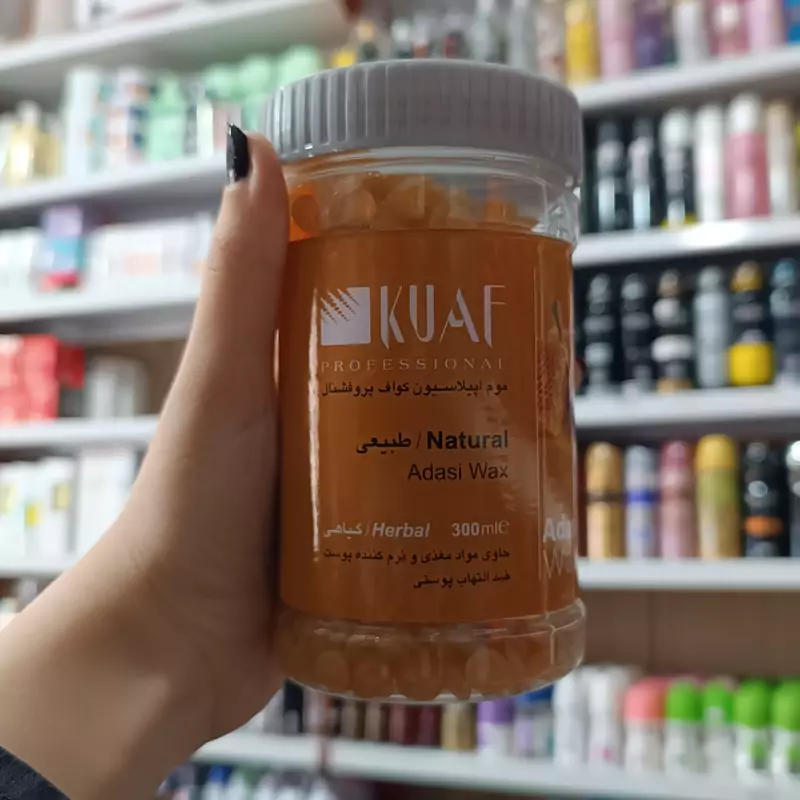 KUAF
PROFESSIONAL
موم اپیلاسیون کواف پروفشنال
طبیعی / Natural
Adasi Wax
گیاهی / Herbal 300ml℮
حاوی مواد مغذی و نرم کننده پوست
ضد التهاب پوستی